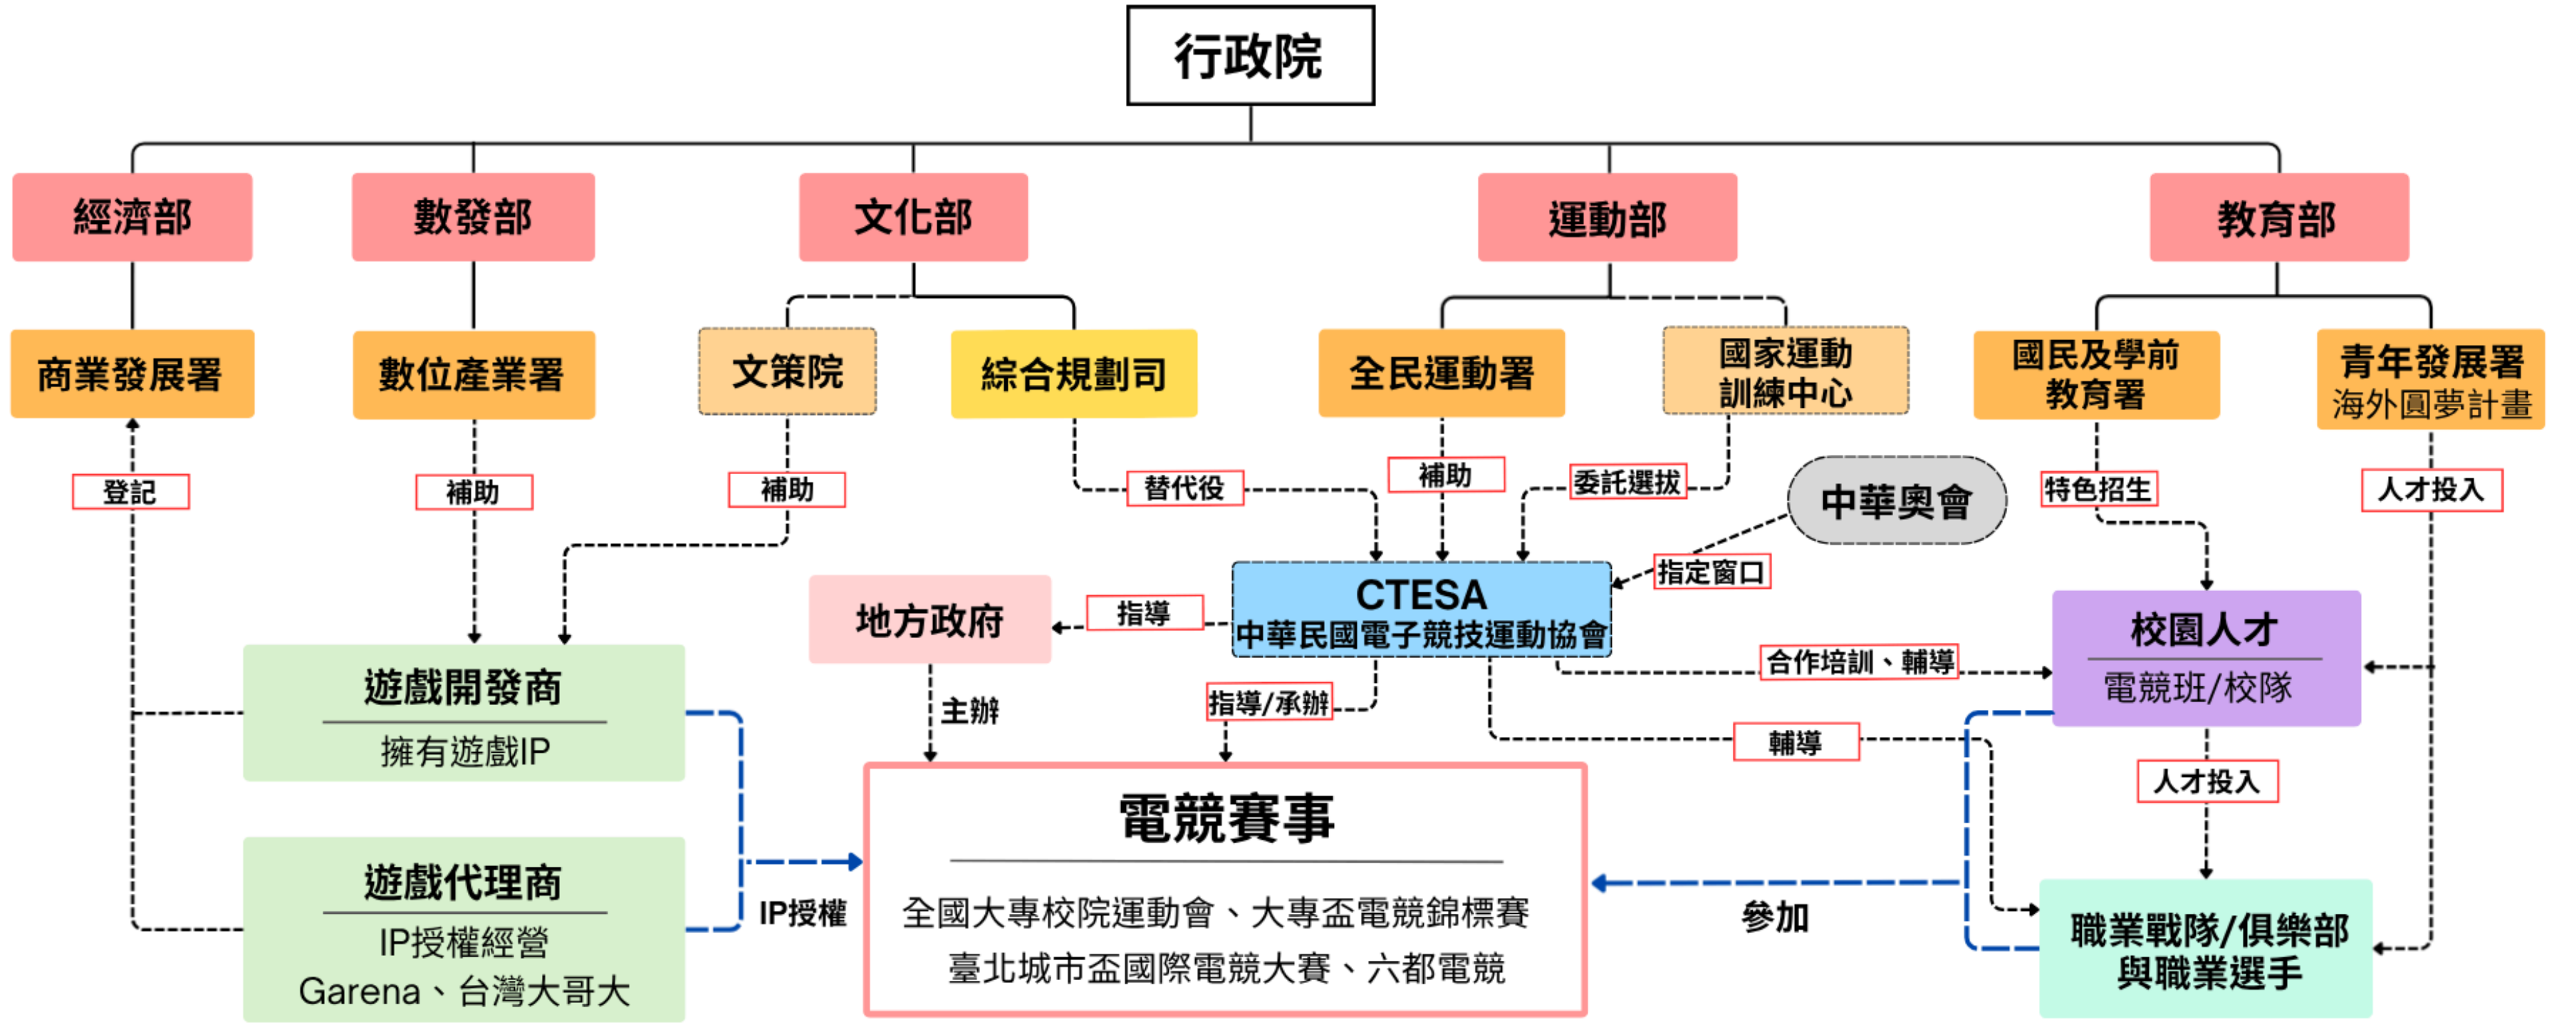 行政院
經濟部
數發部
文化部
運動部
教育部
商業發展署
數位產業署
文策院
綜合規劃司
全民運動署
國家運動
訓練中心
國民及學前
教育署
青年發展署
海外圓夢計畫
登記
補助
補助
替代役
補助
委託選拔
中華奧會
特色招生
人才投入
指定窗口
地方政府
指導
CTESA
中華民國電子競技運動協會
校園人才
電競班/校隊
合作培訓、輔導
遊戲開發商
擁有遊戲IP
主辦
指導/承辦
輔導
人才投入
電競賽事
全國大專校院運動會、大專盃電競錦標賽
臺北城市盃國際電競大賽、六都電競
遊戲代理商
IP授權經營
Garena、台灣大哥大
IP授權
參加
職業戰隊/俱樂部
與職業選手